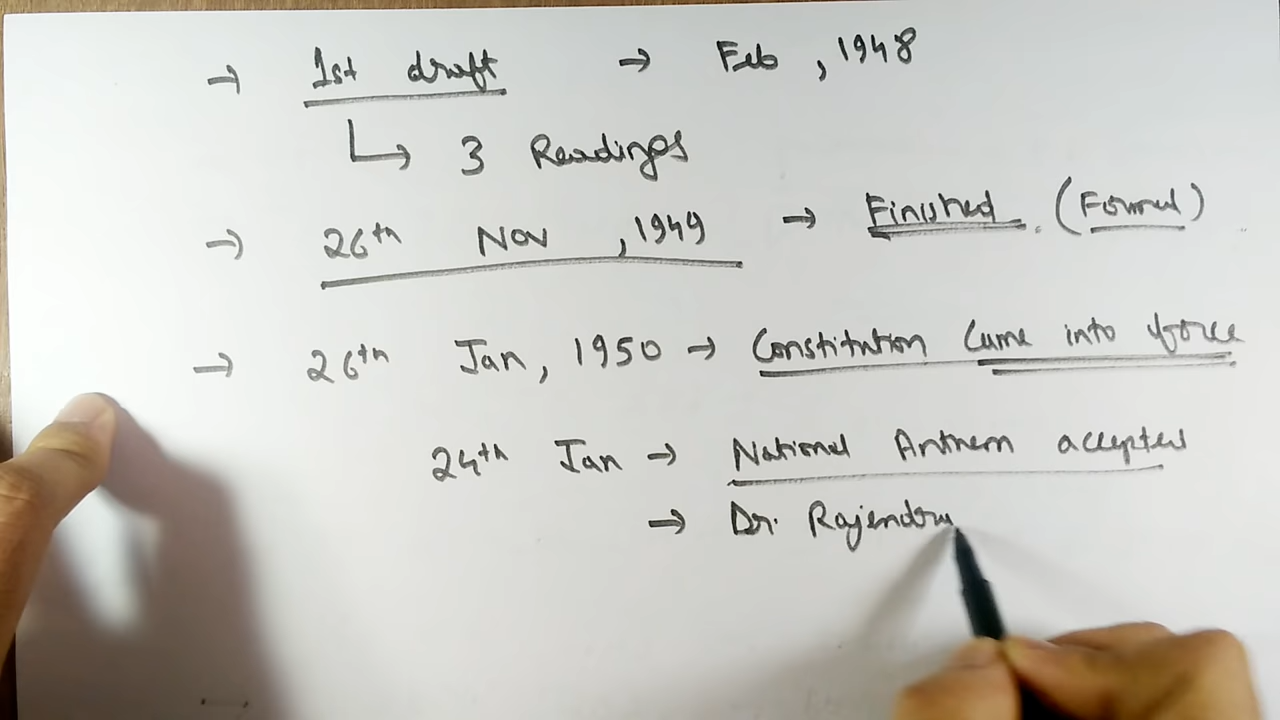 → 1st draft → Feb , 1948
↳ 3 Readings
→ 26th Nov , 1949 → Finished . (Formal)
→ 26th Jan, 1950 → Constitution Came into force
24th Jan → National Anthem accepted
→ Dr. Rajendra